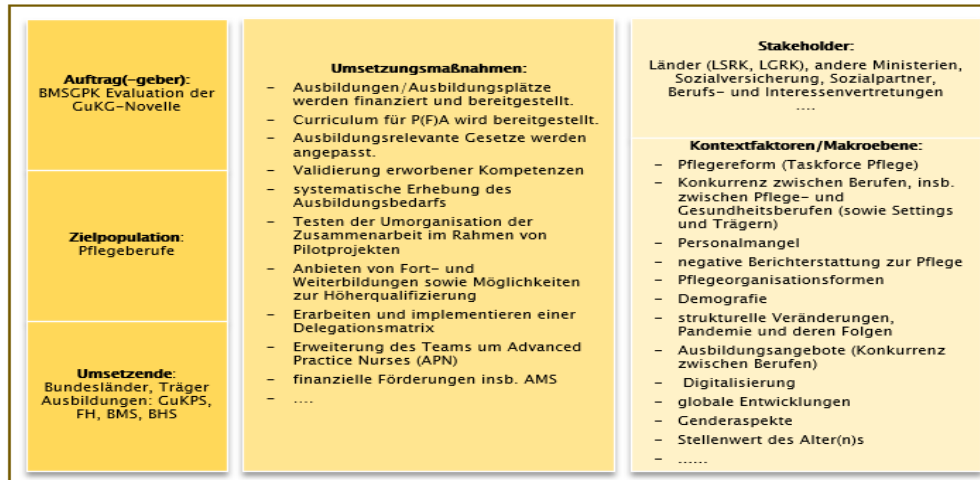 Auftrag(-geber):
BMSGPK Evaluation der
GuKG-Novelle
Zielpopulation:
Pflegeberufe
Umsetzende:
Bundesländer, Träger
Ausbildungen: GuKPS,
FH, BMS, BHS
Umsetzungsmaßnahmen:
- Ausbildungen/Ausbildungsplätze
werden finanziert und bereitgestellt.
- Curriculum für P(F)A wird bereitgestellt.
- Ausbildungsrelevante Gesetze werden
angepasst.
- Validierung erworbener Kompetenzen
- systematische Erhebung des
Ausbildungsbedarfs
- Testen der Umorganisation der
Zusammenarbeit im Rahmen von
Pilotprojekten
- Anbieten von Fort- und
Weiterbildungen sowie Möglichkeiten
zur Höherqualifizierung
- Erarbeiten und implementieren einer
Delegationsmatrix
- Erweiterung des Teams um Advanced
Practice Nurses (APN)
- finanzielle Förderungen insb. AMS
- ....
Stakeholder:
Länder (LSRK, LGRK), andere Ministerien,
Sozialversicherung, Sozialpartner,
Berufs- und Interessenvertretungen
....
Kontextfaktoren/Makroebene:
- Pflegereform (Taskforce Pflege)
- Konkurrenz zwischen Berufen, insb.
zwischen Pflege- und
Gesundheitsberufen (sowie Settings
und Trägern)
- Personalmangel
- negative Berichterstattung zur Pflege
- Pflegeorganisationsformen
- Demografie
- strukturelle Veränderungen,
Pandemie und deren Folgen
- Ausbildungsangebote (Konkurrenz
zwischen Berufen)
- Digitalisierung
- globale Entwicklungen
- Genderaspekte
- Stellenwert des Alter(n)s
- ......